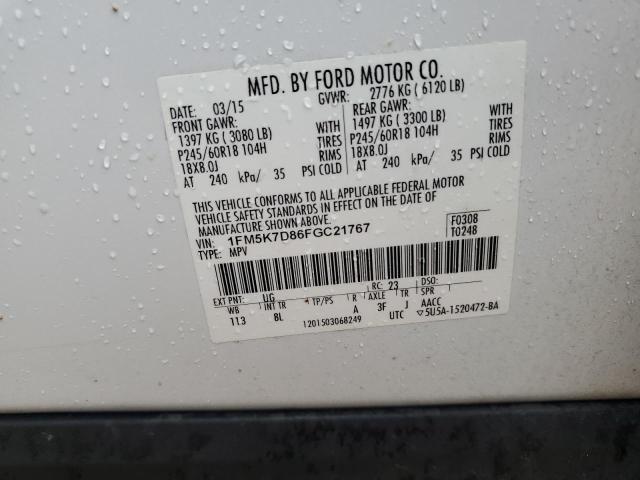 MFD. BY FORD MOTOR CO.
DATE: 03/15 GVWR: 2776 KG ( 6120 LB)
FRONT GAWR: REAR GAWR:
1397 KG ( 3080 LB) WITH 1497 KG ( 3300 LB) WITH
P245/60R18 104H TIRES P245/60R18 104H TIRES
18X8.0J RIMS 18X8.0J RIMS
AT 240 kPa/ 35 PSI COLD AT 240 kPa/ 35 PSI COLD
THIS VEHICLE CONFORMS TO ALL APPLICABLE FEDERAL MOTOR
VEHICLE SAFETY STANDARDS IN EFFECT ON THE DATE OF
MANUFACTURE SHOWN ABOVE.
VIN: 1FM5K7D86FGC21767 F0308
TYPE: MPV T0248
EXT PNT: UG RC: 23 DSO:
WB INT TR TP/PS R AXLE TR SPR
113 8L A 3F J AACC
1201503068249 UTC ▽5U5A-1520472-BA